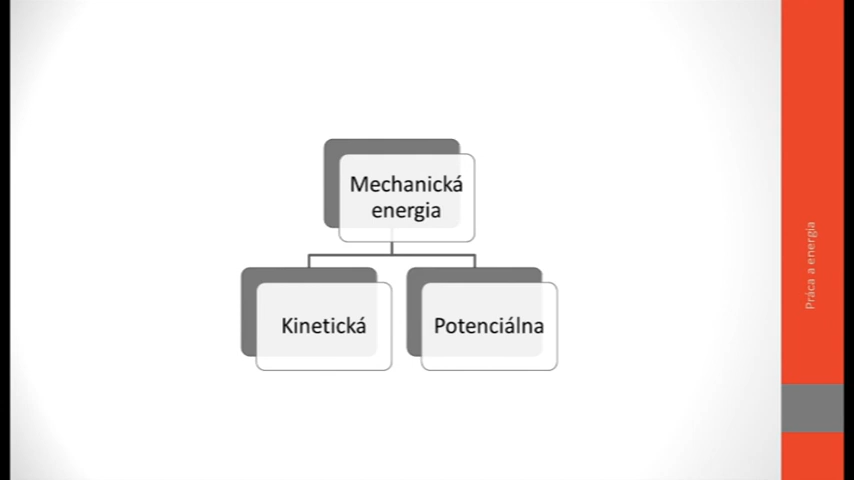 Mechanická
energia
Kinetická
Potenciálna
Práca a energia